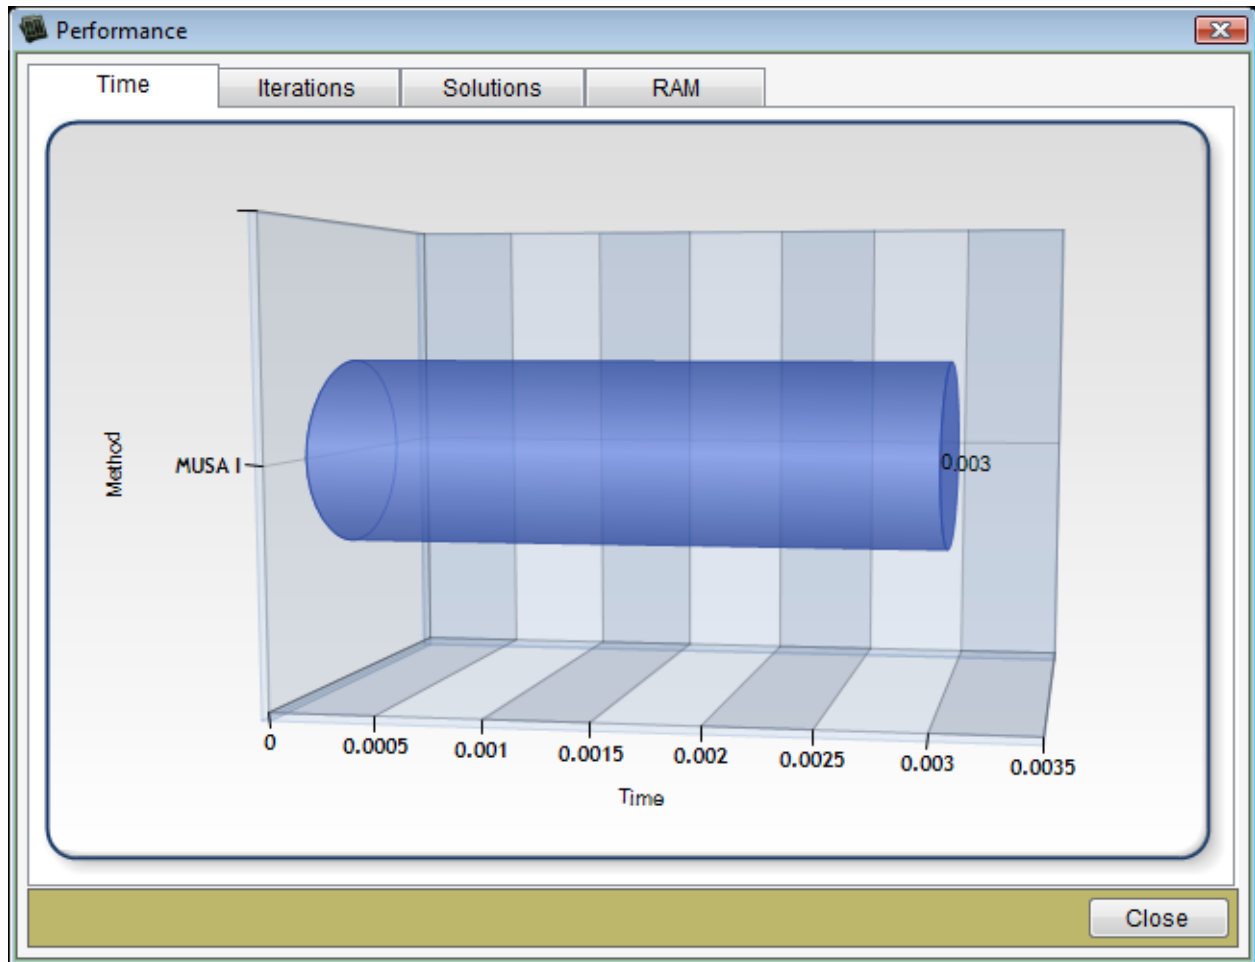 Performance
Time Iterations Solutions RAM
Method
MUSA I
0.003
0 0.0005 0.001 0.0015 0.002 0.0025 0.003 0.0035
Time
Close